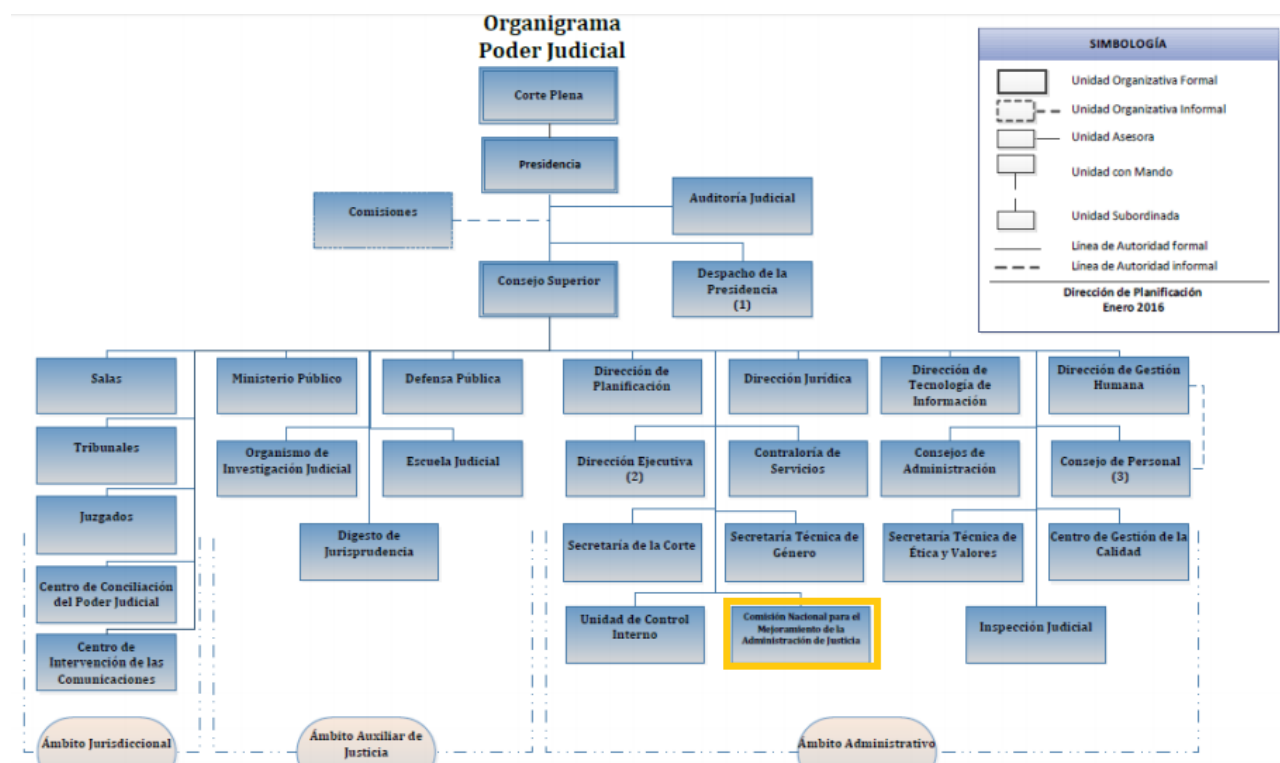 Organigrama
Poder Judicial
SIMBOLOGÍA
Unidad Organizativa Formal
Unidad Organizativa Informal
Unidad Asesora
Unidad con Mando
Unidad Subordinada
Línea de Autoridad formal
Línea de Autoridad informal
Dirección de Planificación
Enero 2016
Corte Plena
Presidencia
Comisiones
Auditoría Judicial
Consejo Superior
Despacho de la
Presidencia
(1)
Salas
Ministerio Público
Defensa Pública
Dirección de
Planificación
Dirección Jurídica
Dirección de
Tecnología de
Información
Dirección de Gestión
Humana
Tribunales
Organismo de
Investigación Judicial
Escuela Judicial
Dirección Ejecutiva
(2)
Contraloría de
Servicios
Consejos de
Administración
Consejo de Personal
(3)
Juzgados
Digesto de
Jurisprudencia
Secretaría de la Corte
Secretaría Técnica de
Género
Secretaría Técnica de
Ética y Valores
Centro de Gestión de la
Calidad
Centro de Conciliación
del Poder Judicial
Unidad de Control
Interno
Comisión Nacional para el
Mejoramiento de la
Administración de Justicia
Inspección Judicial
Centro de
Intervención de las
Comunicaciones
Ámbito Jurisdiccional
Ámbito Auxiliar de
Justicia
Ámbito Administrativo